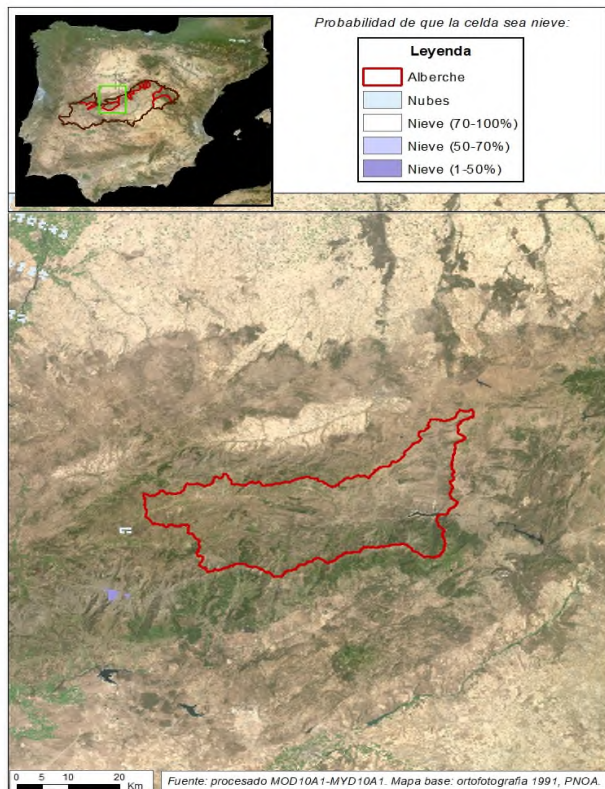 Probabilidad de que la celda sea nieve:
Leyenda
Alberche
Nubes
Nieve (70-100%)
Nieve (50-70%)
Nieve (1-50%)
0 5 10 20
Km
Fuente: procesado MOD10A1-MYD10A1. Mapa base: ortofotografía 1991, PNOA.